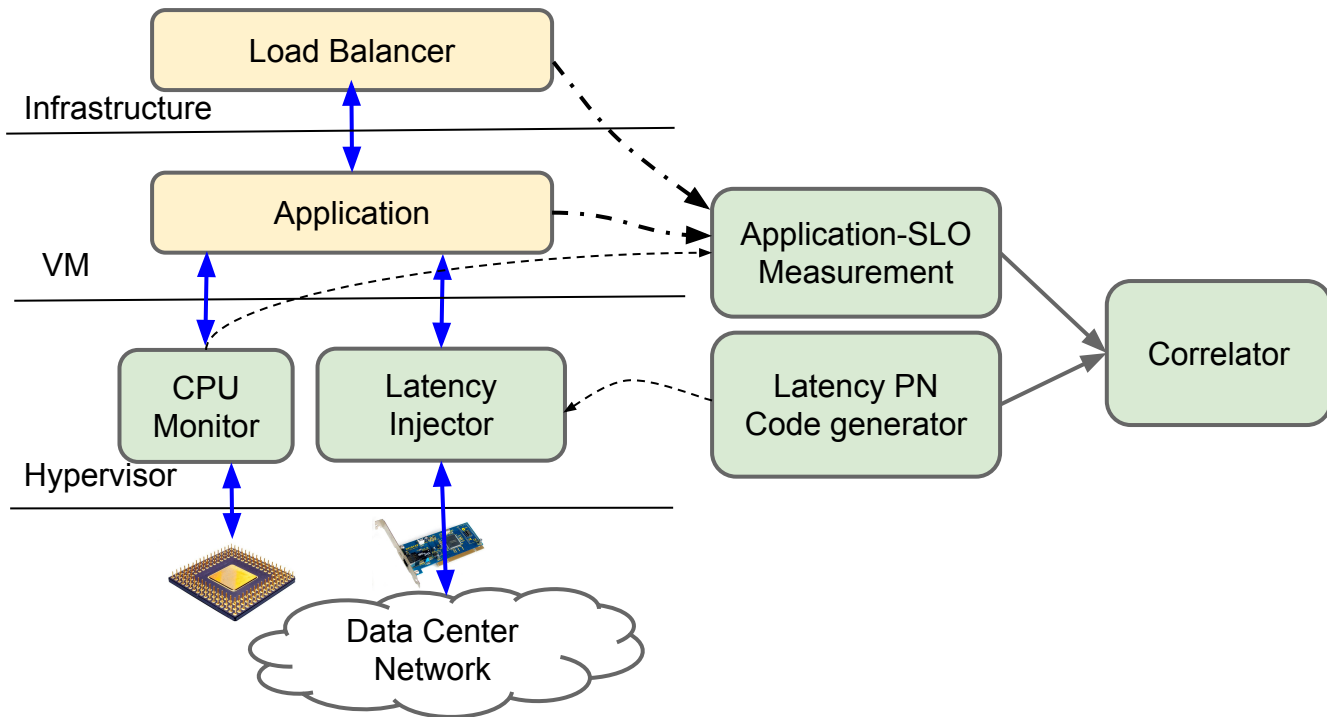 Load Balancer
Infrastructure
Application
Application-SLO
Measurement
VM
CPU
Monitor
Latency
Injector
Latency PN
Code generator
Correlator
Hypervisor
Data Center
Network